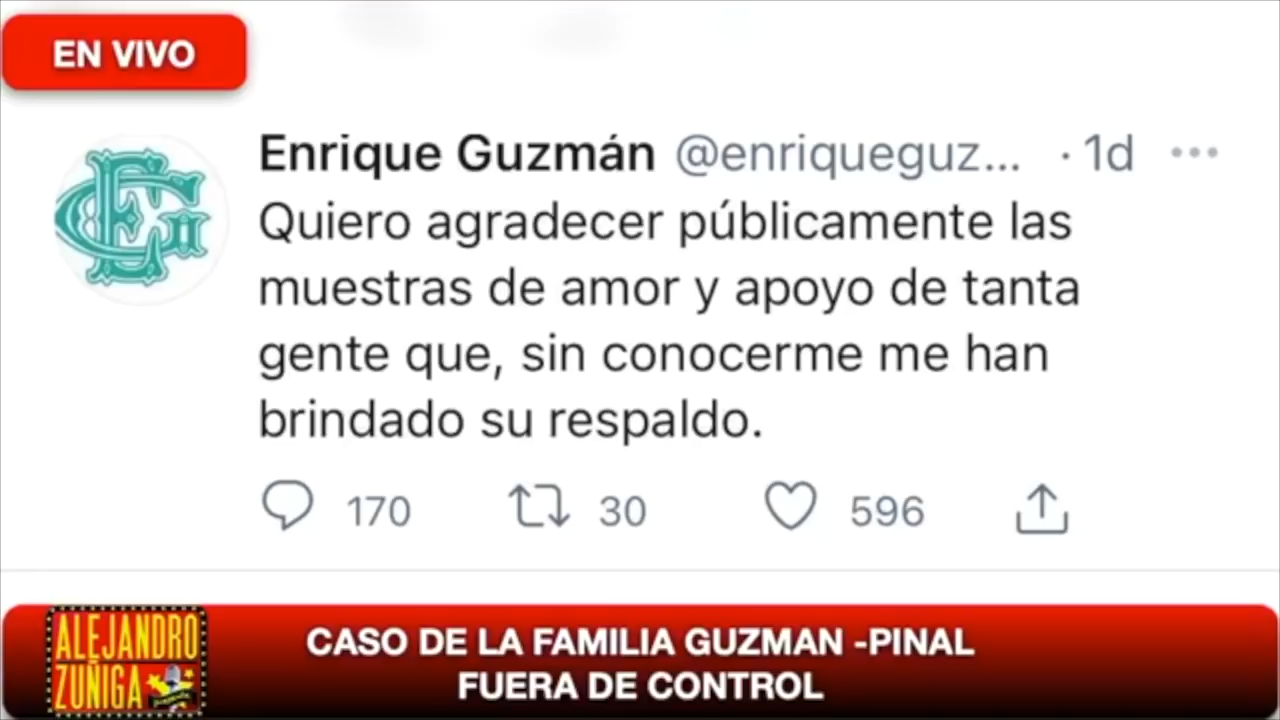 EN VIVO
Enrique Guzmán @enriqueguz... · 1d ...
Quiero agradecer públicamente las
muestras de amor y apoyo de tanta
gente que, sin conocerme me han
brindado su respaldo.
170 30 596
ALEJANDRO
ZUÑIGA
CASO DE LA FAMILIA GUZMAN -PINAL
FUERA DE CONTROL